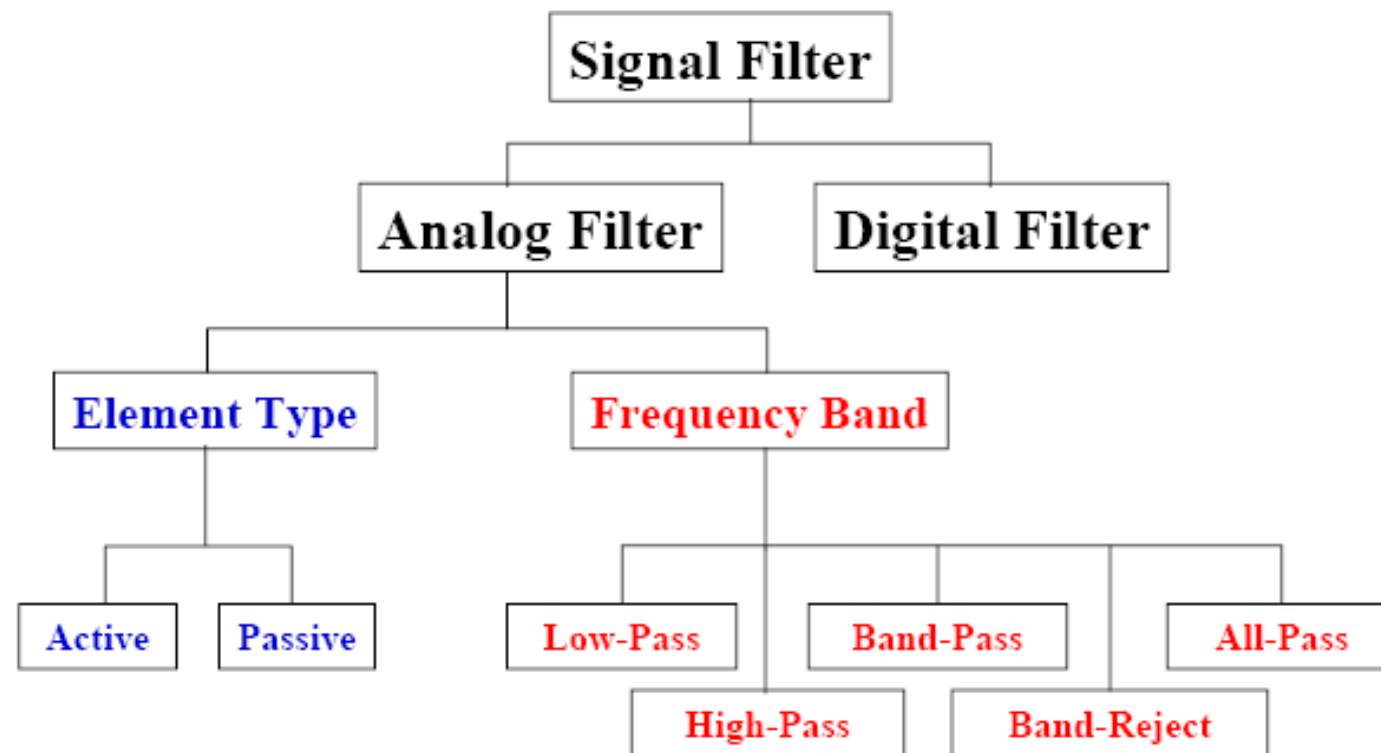 Signal Filter
Analog Filter
Digital Filter
Element Type
Frequency Band
Active
Passive
Low-Pass
Band-Pass
All-Pass
High-Pass
Band-Reject